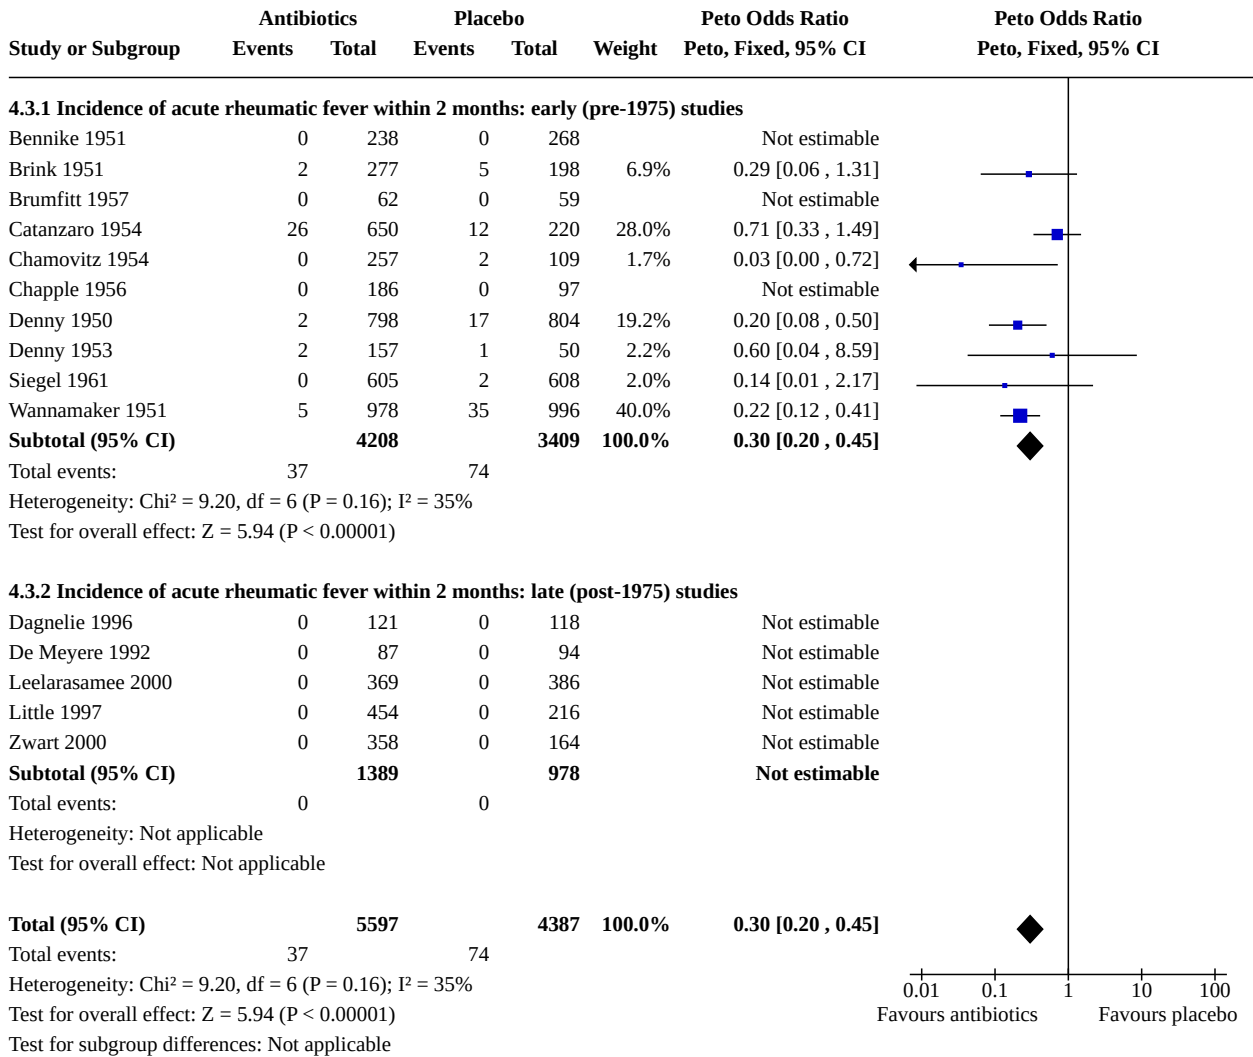 Antibiotics Placebo Peto Odds Ratio Peto Odds Ratio
Study or Subgroup Events Total Events Total Weight Peto, Fixed, 95% CI Peto, Fixed, 95% CI
4.3.1 Incidence of acute rheumatic fever within 2 months: early (pre-1975) studies
Bennike 1951 0 238 0 268 Not estimable
Brink 1951 2 277 5 198 6.9% 0.29 [0.06 , 1.31]
Brumfitt 1957 0 62 0 59 Not estimable
Catanzaro 1954 26 650 12 220 28.0% 0.71 [0.33 , 1.49]
Chamovitz 1954 0 257 2 109 1.7% 0.03 [0.00 , 0.72]
Chapple 1956 0 186 0 97 Not estimable
Denny 1950 2 798 17 804 19.2% 0.20 [0.08 , 0.50]
Denny 1953 2 157 1 50 2.2% 0.60 [0.04 , 8.59]
Siegel 1961 0 605 2 608 2.0% 0.14 [0.01 , 2.17]
Wannamaker 1951 5 978 35 996 40.0% 0.22 [0.12 , 0.41]
Subtotal (95% CI) 4208 3409 100.0% 0.30 [0.20 , 0.45]
Total events: 37 74
Heterogeneity: Chi² = 9.20, df = 6 (P = 0.16); I² = 35%
Test for overall effect: Z = 5.94 (P < 0.00001)
4.3.2 Incidence of acute rheumatic fever within 2 months: late (post-1975) studies
Dagnelie 1996 0 121 0 118 Not estimable
De Meyere 1992 0 87 0 94 Not estimable
Leelarasamee 2000 0 369 0 386 Not estimable
Little 1997 0 454 0 216 Not estimable
Zwart 2000 0 358 0 164 Not estimable
Subtotal (95% CI) 1389 978 Not estimable
Total events: 0 0
Heterogeneity: Not applicable
Test for overall effect: Not applicable
Total (95% CI) 5597 4387 100.0% 0.30 [0.20 , 0.45]
Total events: 37 74
Heterogeneity: Chi² = 9.20, df = 6 (P = 0.16); I² = 35%
0.01 0.1 1 10 100
Test for overall effect: Z = 5.94 (P < 0.00001)
Favours antibiotics Favours placebo
Test for subgroup differences: Not applicable